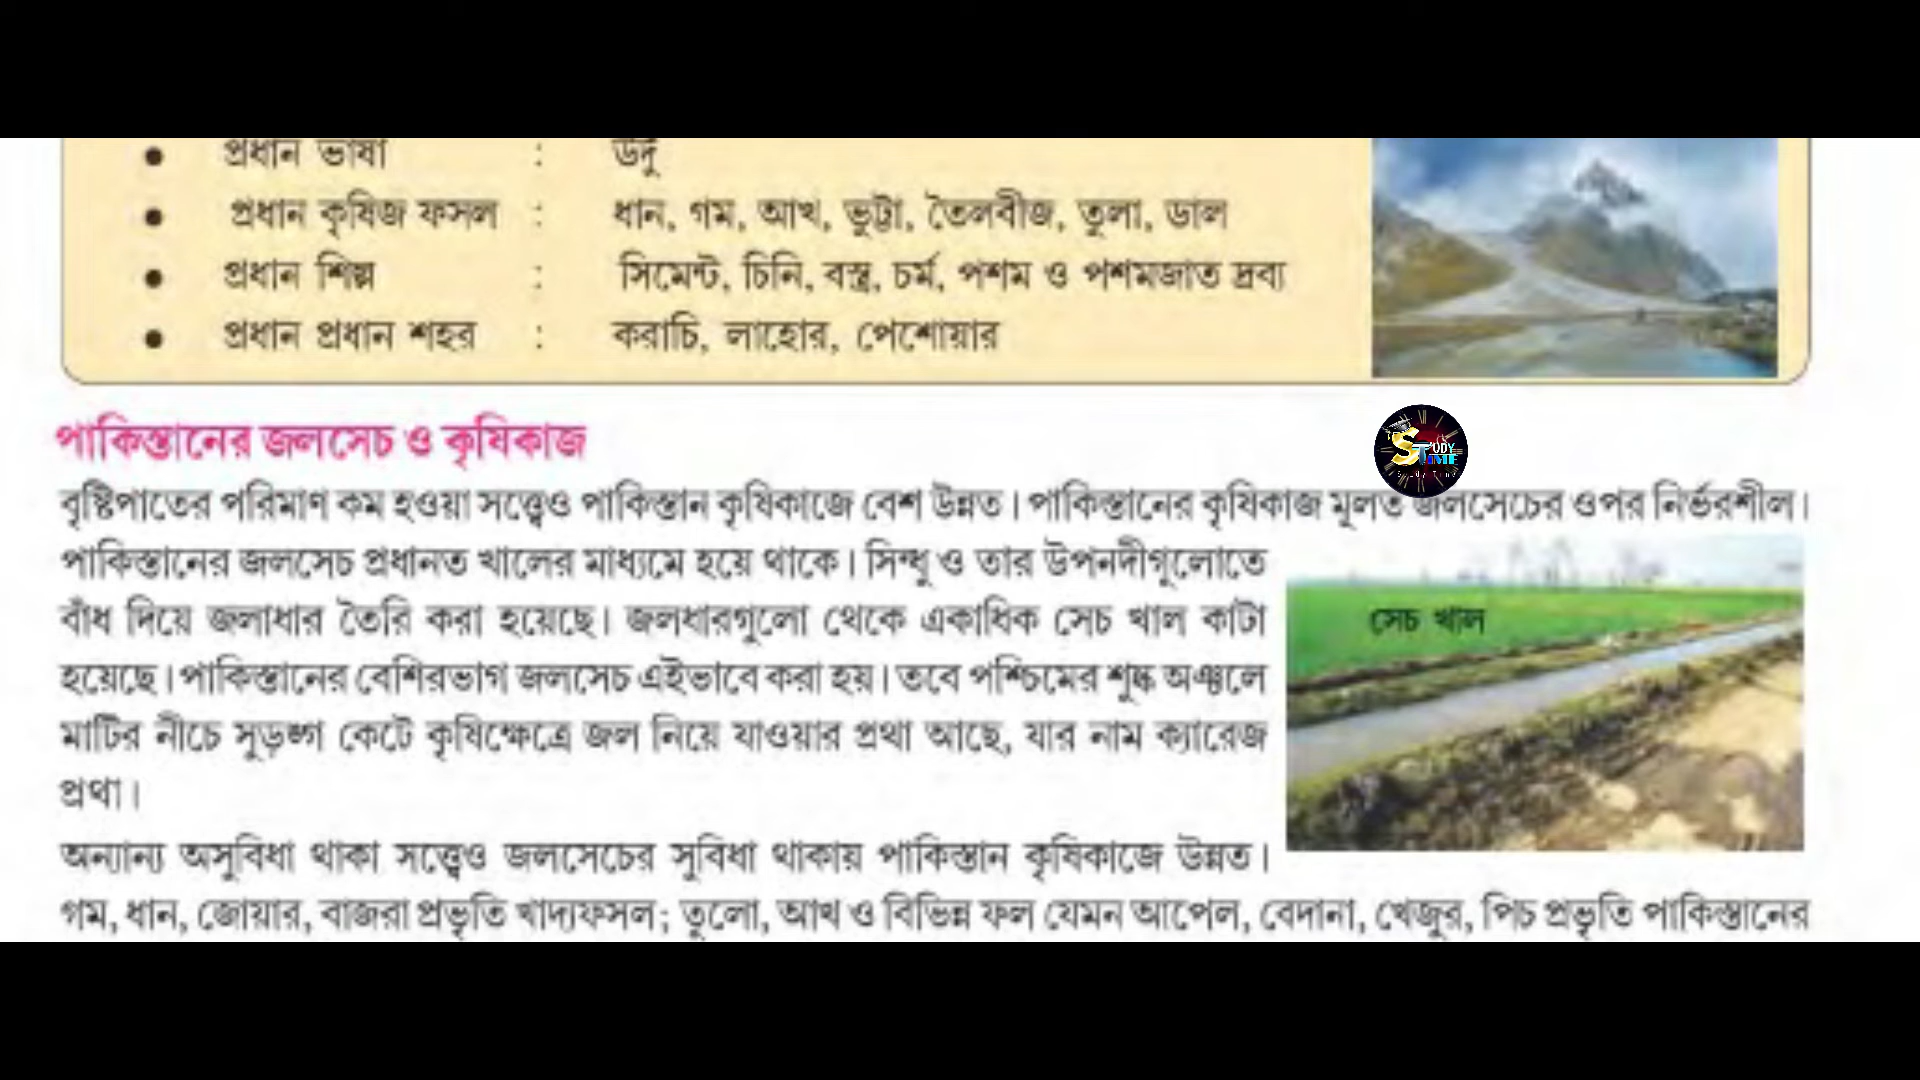 • প্রধান ভাষা : উর্দু
• প্রধান কৃষিজ ফসল : ধান, গম, আখ, ভুট্টা, তৈলবীজ, তুলা, ডাল
• প্রধান শিল্প : সিমেন্ট, চিনি, বস্ত্র, চর্ম, পশম ও পশমজাত দ্রব্য
• প্রধান প্রধান শহর : করাচি, লাহোর, পেশোয়ার
পাকিস্তানের জলসেচ ও কৃষিকাজ
STUDY TIME
বৃষ্টিপাতের পরিমাণ কম হওয়া সত্ত্বেও পাকিস্তান কৃষিকাজে বেশ উন্নত। পাকিস্তানের কৃষিকাজ মূলত জলসেচের ওপর নির্ভরশীল।
পাকিস্তানের জলসেচ প্রধানত খালের মাধ্যমে হয়ে থাকে। সিন্ধু ও তার উপনদীগুলোতে
বাঁধ দিয়ে জলাধার তৈরি করা হয়েছে। জলধারগুলো থেকে একাধিক সেচ খাল কাটা
সেচ খাল
হয়েছে। পাকিস্তানের বেশিরভাগ জলসেচ এইভাবে করা হয়। তবে পশ্চিমের শুষ্ক অঞ্চলে
মাটির নীচে সুড়ঙ্গ কেটে কৃষিক্ষেত্রে জল নিয়ে যাওয়ার প্রথা আছে, যার নাম ক্যারেজ
প্রথা।
অন্যান্য অসুবিধা থাকা সত্ত্বেও জলসেচের সুবিধা থাকায় পাকিস্তান কৃষিকাজে উন্নত।
গম, ধান, জোয়ার, বাজরা প্রভৃতি খাদ্যফসল; তুলো, আখ ও বিভিন্ন ফল যেমন আপেল, বেদানা, খেজুর, পিচ প্রভৃতি পাকিস্তানের